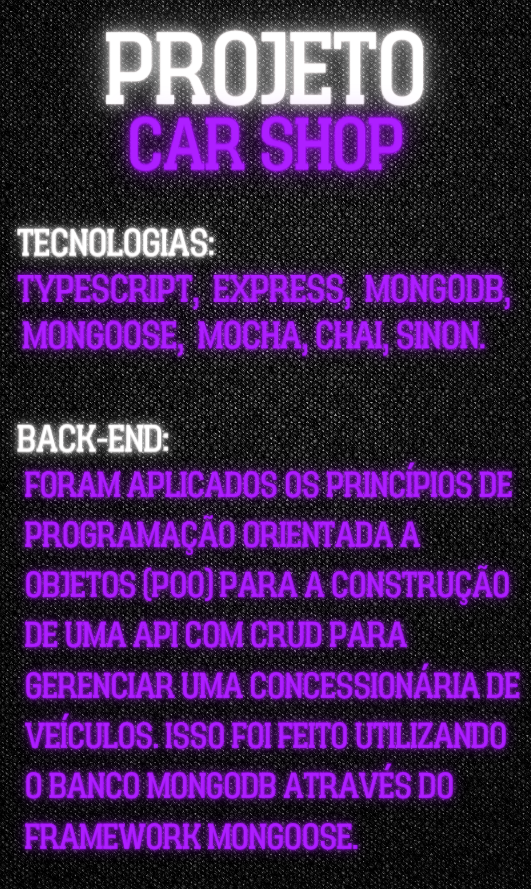 PROJETO
CAR SHOP
TECNOLOGIAS:
TYPESCRIPT, EXPRESS, MONGODB,
MONGOOSE, MOCHA, CHAI, SINON.
BACK-END:
FORAM APLICADOS OS PRINCÍPIOS DE
PROGRAMAÇÃO ORIENTADA A
OBJETOS (POO) PARA A CONSTRUÇÃO
DE UMA API COM CRUD PARA
GERENCIAR UMA CONCESSIONÁRIA DE
VEÍCULOS. ISSO FOI FEITO UTILIZANDO
O BANCO MONGODB ATRAVÉS DO
FRAMEWORK MONGOOSE.